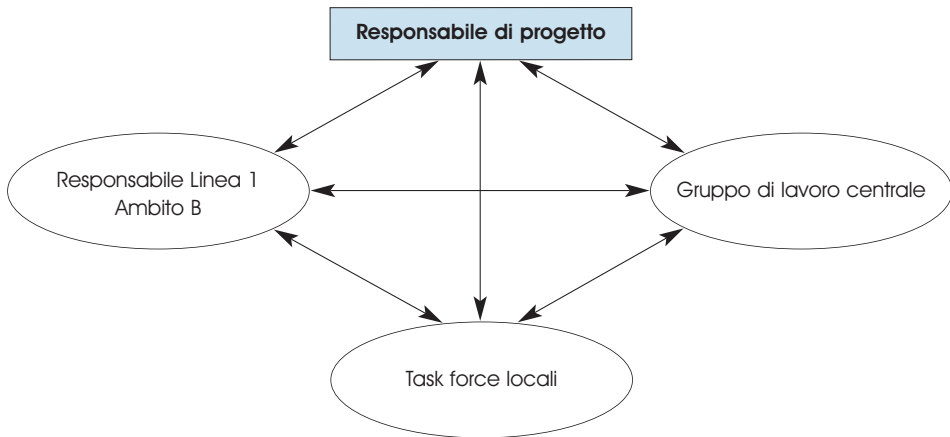 Responsabile di progetto
Responsabile Linea 1
Ambito B
Gruppo di lavoro centrale
Task force locali